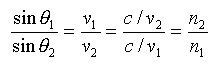 sin θ₁ / sin θ₂ = v₁ / v₂ = (c / v₂) / (c / v₁) = n₂ / n₁